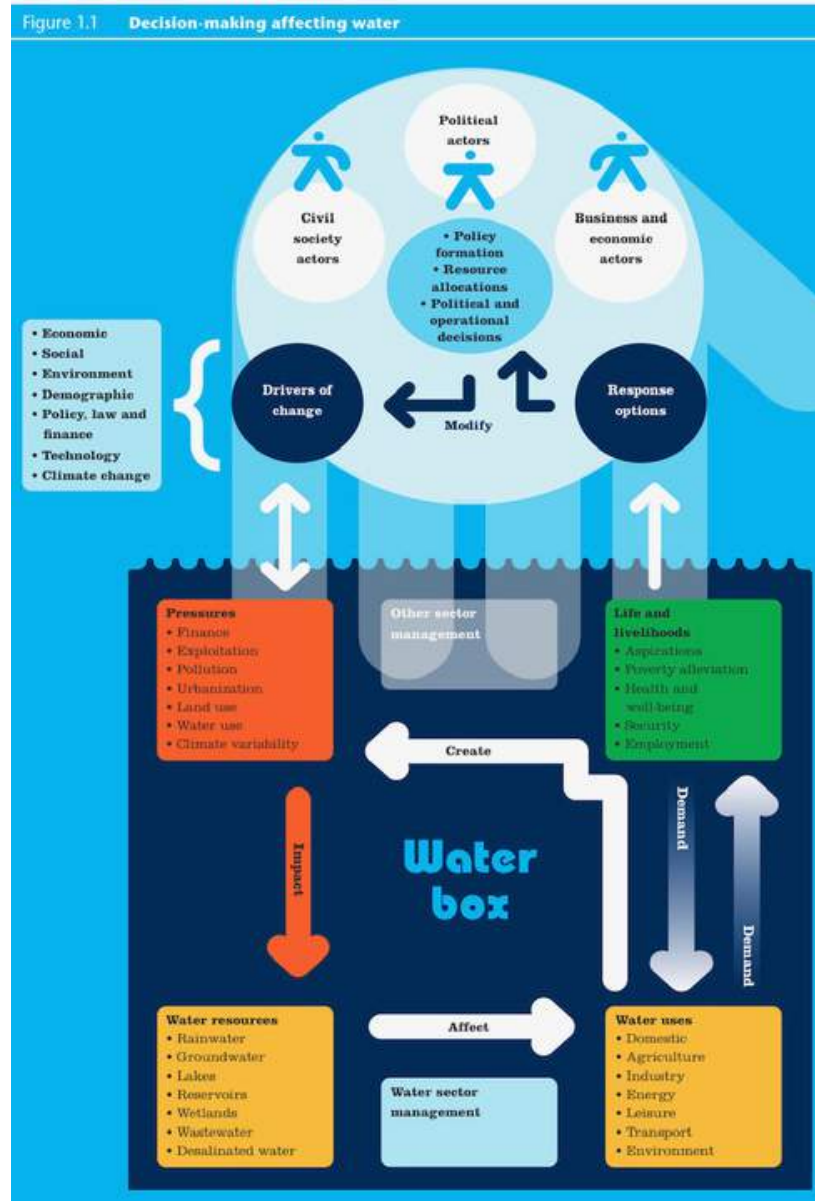 Figure 1.1 Decision-making affecting water
Political
actors
Civil
society
actors
Business and
economic
actors
• Policy
formation
• Resource
allocations
• Political and
operational
decisions
• Economic
• Social
• Environment
• Demographic
• Policy, law and
finance
• Technology
• Climate change
Drivers of
change
Modify
Response
options
Pressures
• Finance
• Exploitation
• Pollution
• Urbanization
• Land use
• Water use
• Climate variability
Other sector
management
Life and
livelihoods
• Aspirations
• Poverty alleviation
• Health and
well-being
• Security
• Employment
Create
Impact
Water
box
Demand
Demand
Water resources
• Rainwater
• Groundwater
• Lakes
• Reservoirs
• Wetlands
• Wastewater
• Desalinated water
Affect
Water sector
management
Water uses
• Domestic
• Agriculture
• Industry
• Energy
• Leisure
• Transport
• Environment